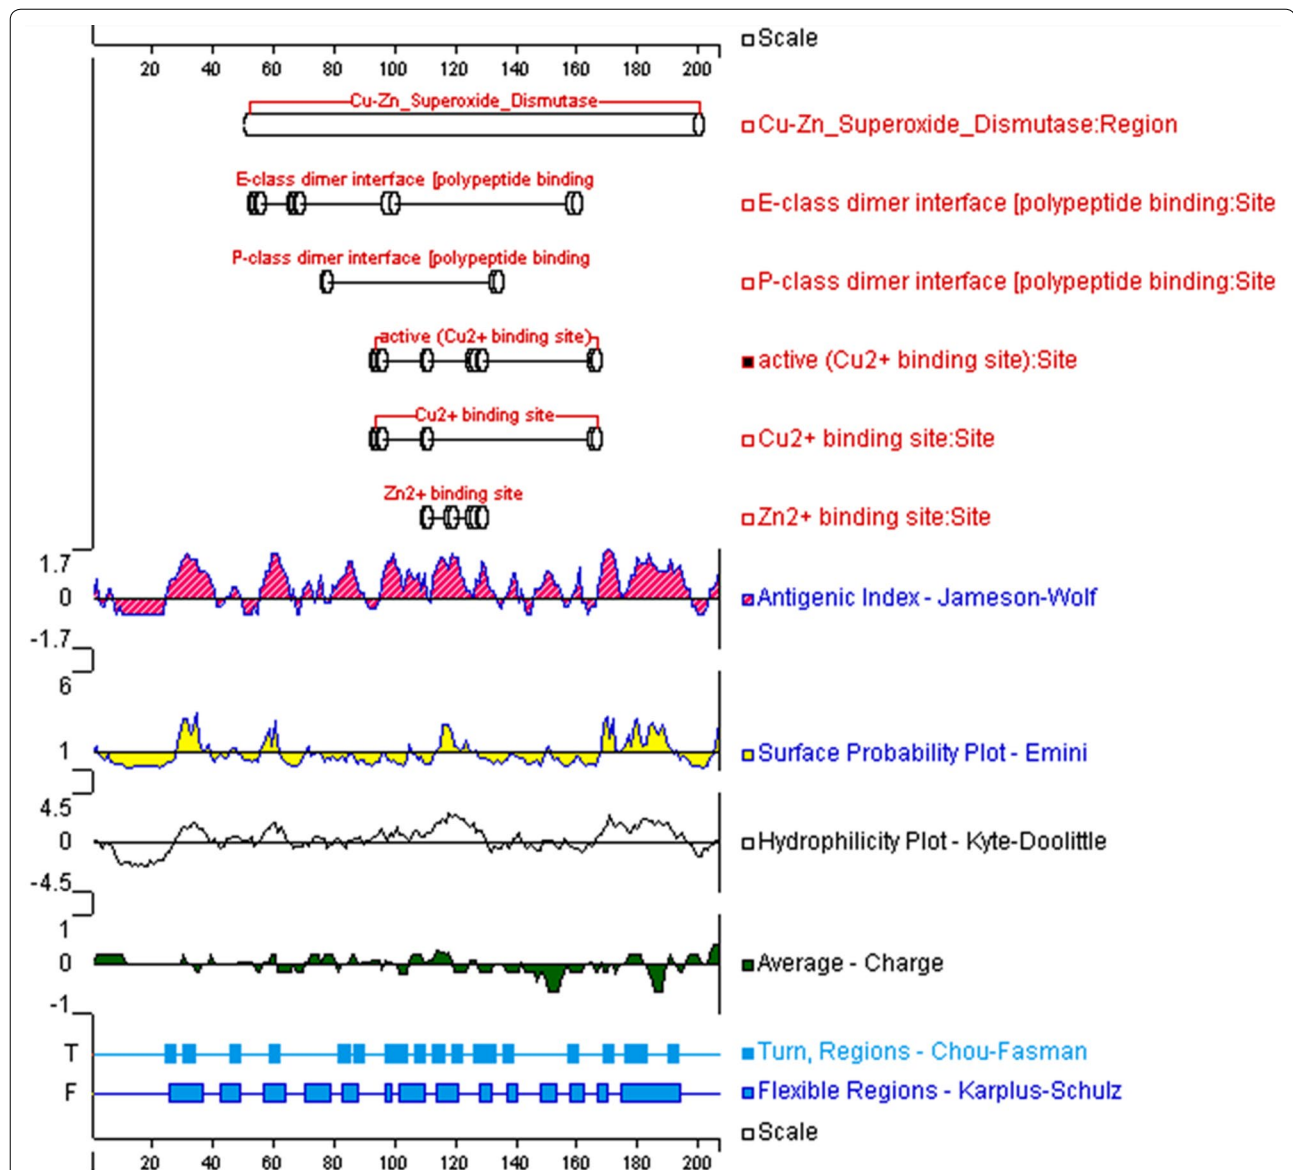 Scale
20 40 60 80 100 120 140 160 180 200
Cu-Zn_Superoxide_Dismutase
Cu-Zn_Superoxide_Dismutase:Region
E-class dimer interface [polypeptide binding
E-class dimer interface [polypeptide binding:Site
P-class dimer interface [polypeptide binding
P-class dimer interface [polypeptide binding:Site
active (Cu2+ binding site)
active (Cu2+ binding site):Site
Cu2+ binding site
Cu2+ binding site:Site
Zn2+ binding site
Zn2+ binding site:Site
1.7
0
Antigenic Index - Jameson-Wolf
-1.7
6
1
Surface Probability Plot - Emini
4.5
0
Hydrophilicity Plot - Kyte-Doolittle
-4.5
1
0
Average - Charge
-1
T
Turn, Regions - Chou-Fasman
F
Flexible Regions - Karplus-Schulz
Scale
20 40 60 80 100 120 140 160 180 200